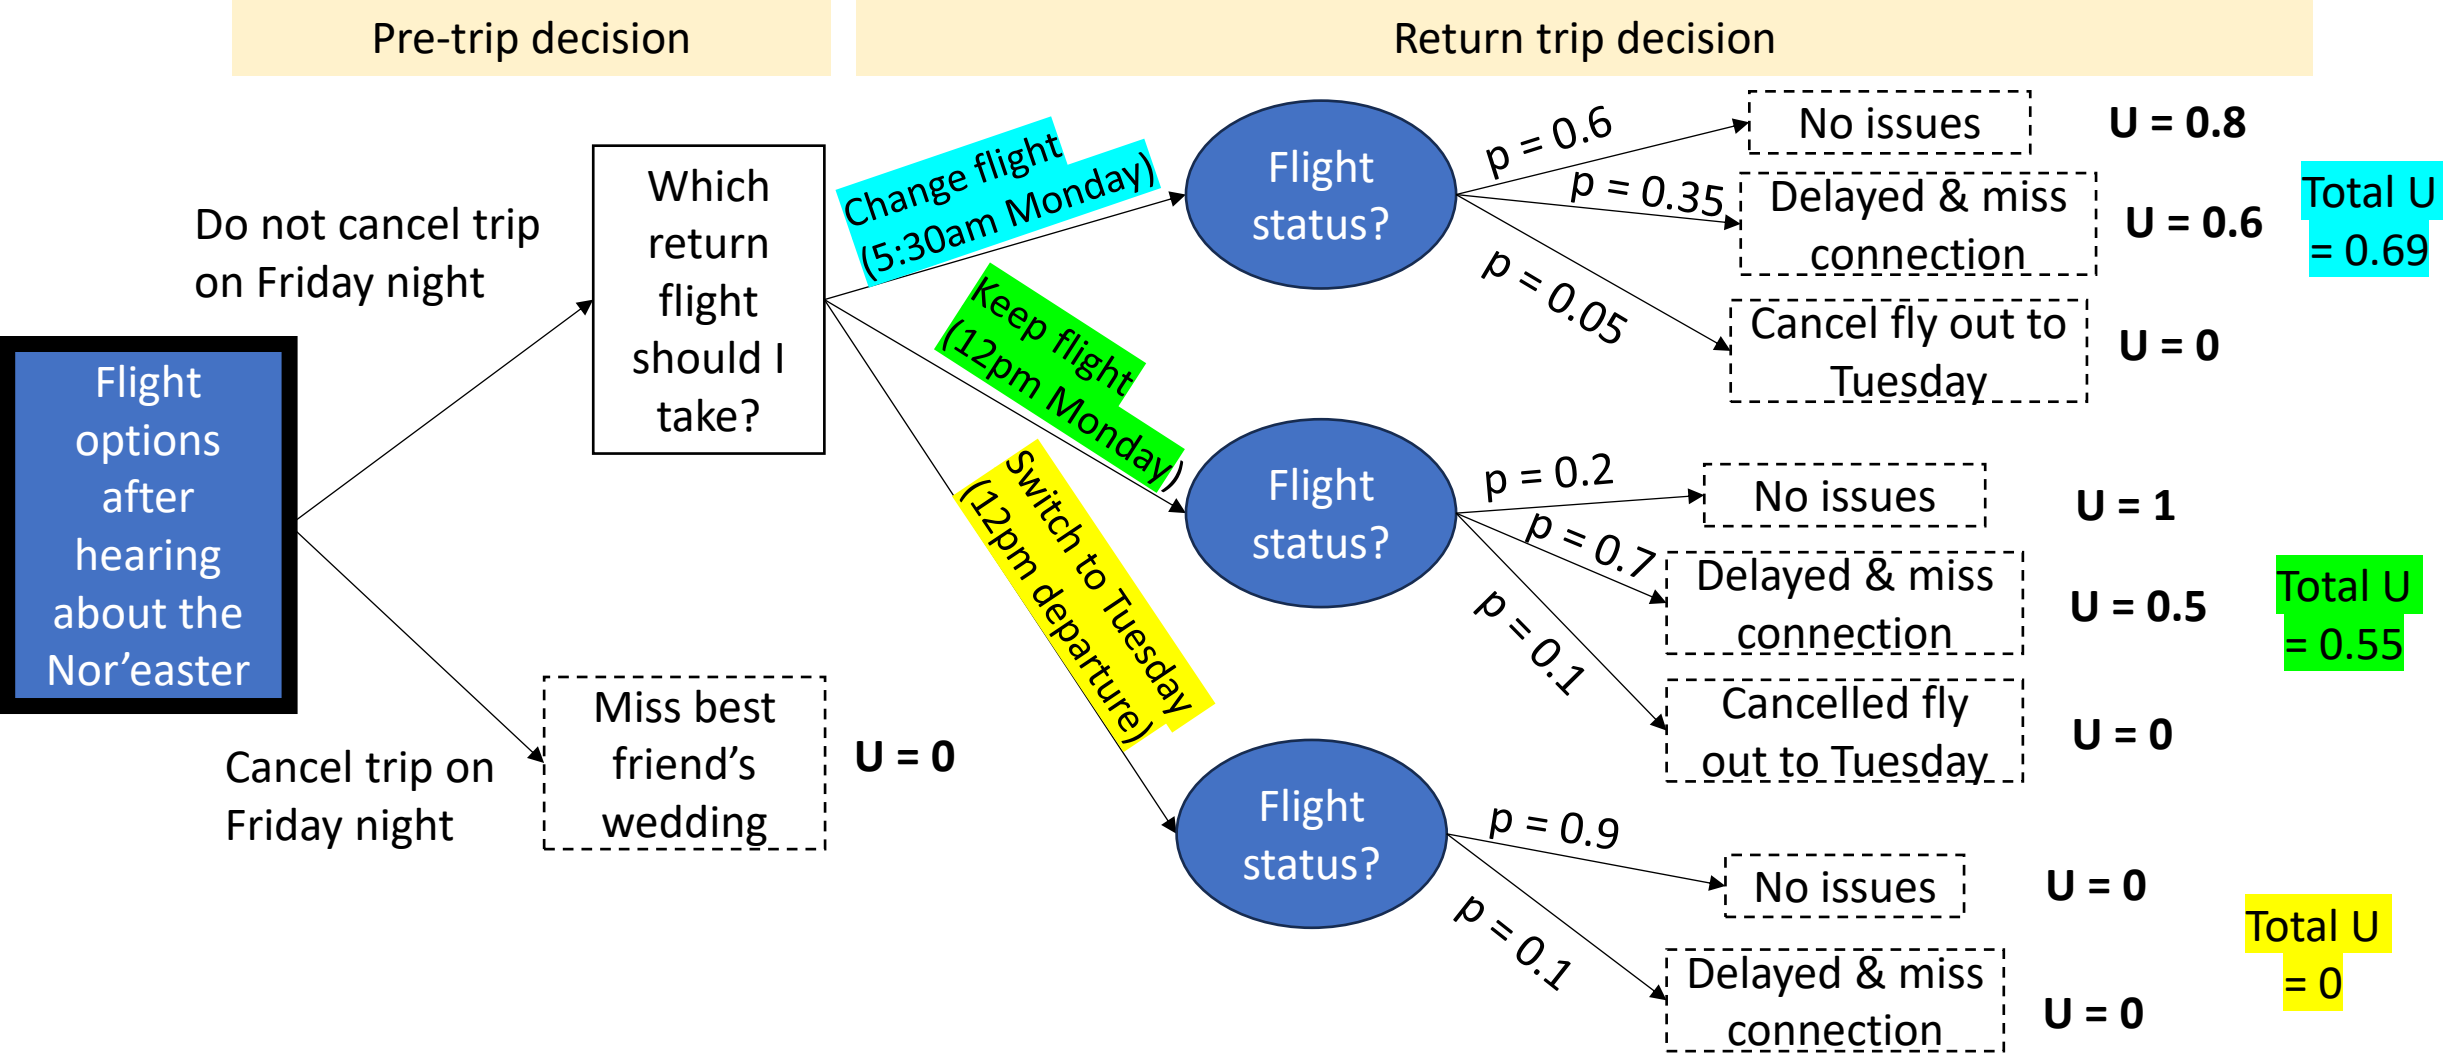 Pre-trip decision
Return trip decision
Flight
options
after
hearing
about the
Nor’easter
Do not cancel trip
on Friday night
Cancel trip on
Friday night
Which
return
flight
should I
take?
Miss best
friend’s
wedding
U = 0
Change flight
(5:30am Monday)
Keep flight
(12pm Monday)
Switch to Tuesday
(12pm departure)
Flight
status?
p = 0.6
No issues
U = 0.8
p = 0.35
Delayed & miss
connection
U = 0.6
p = 0.05
Cancel fly out to
Tuesday
U = 0
Total U
= 0.69
Flight
status?
p = 0.2
No issues
U = 1
p = 0.7
Delayed & miss
connection
U = 0.5
p = 0.1
Cancelled fly
out to Tuesday
U = 0
Total U
= 0.55
Flight
status?
p = 0.9
No issues
U = 0
p = 0.1
Delayed & miss
connection
U = 0
Total U
= 0